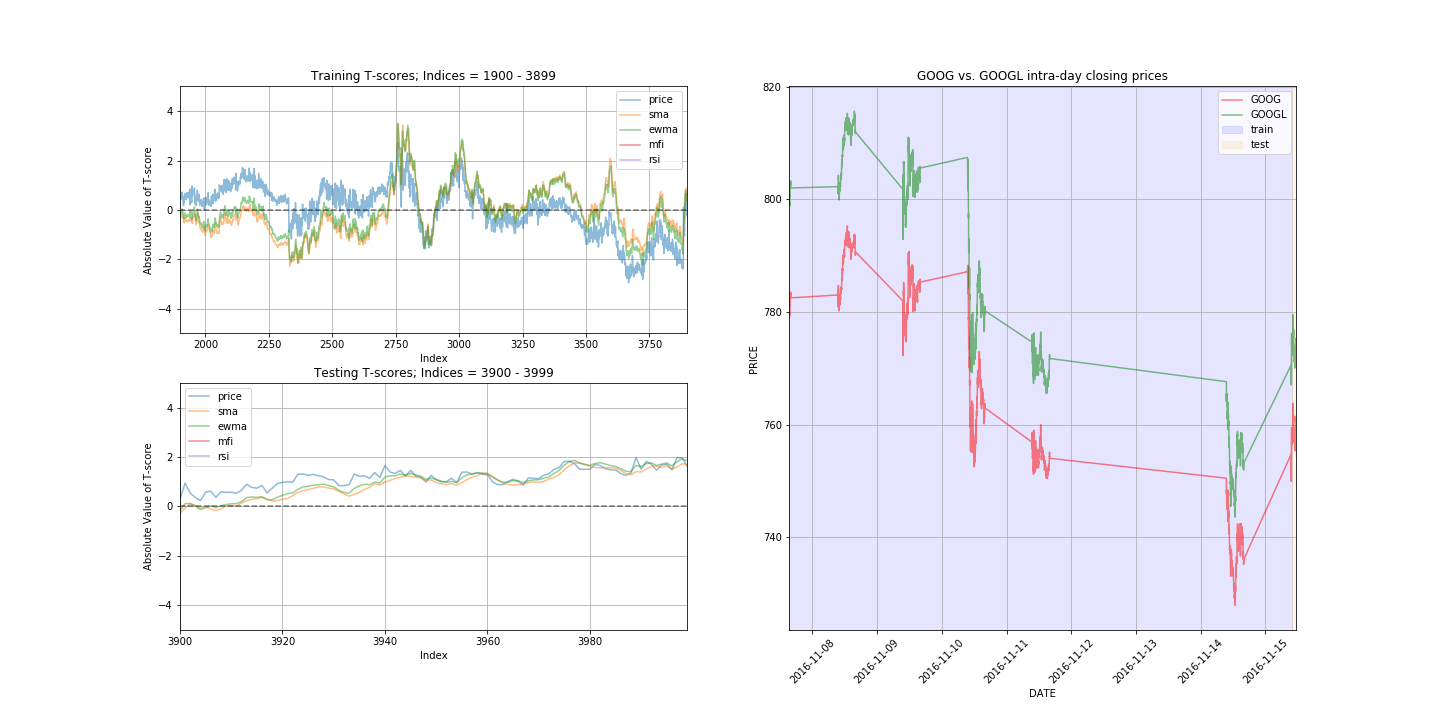 Training T-scores; Indices = 1900 - 3899
Absolute Value of T-score
4
2
0
−2
−4
price
sma
ewma
mfi
rsi
2000
2250
2500
2750
3000
3250
3500
3750
Index
Testing T-scores; Indices = 3900 - 3999
Absolute Value of T-score
4
2
0
−2
−4
price
sma
ewma
mfi
rsi
3900
3920
3940
3960
3980
Index
GOOG vs. GOOGL intra-day closing prices
PRICE
820
800
780
760
740
GOOG
GOOGL
train
test
2016-11-08
2016-11-09
2016-11-10
2016-11-11
2016-11-12
2016-11-13
2016-11-14
2016-11-15
DATE